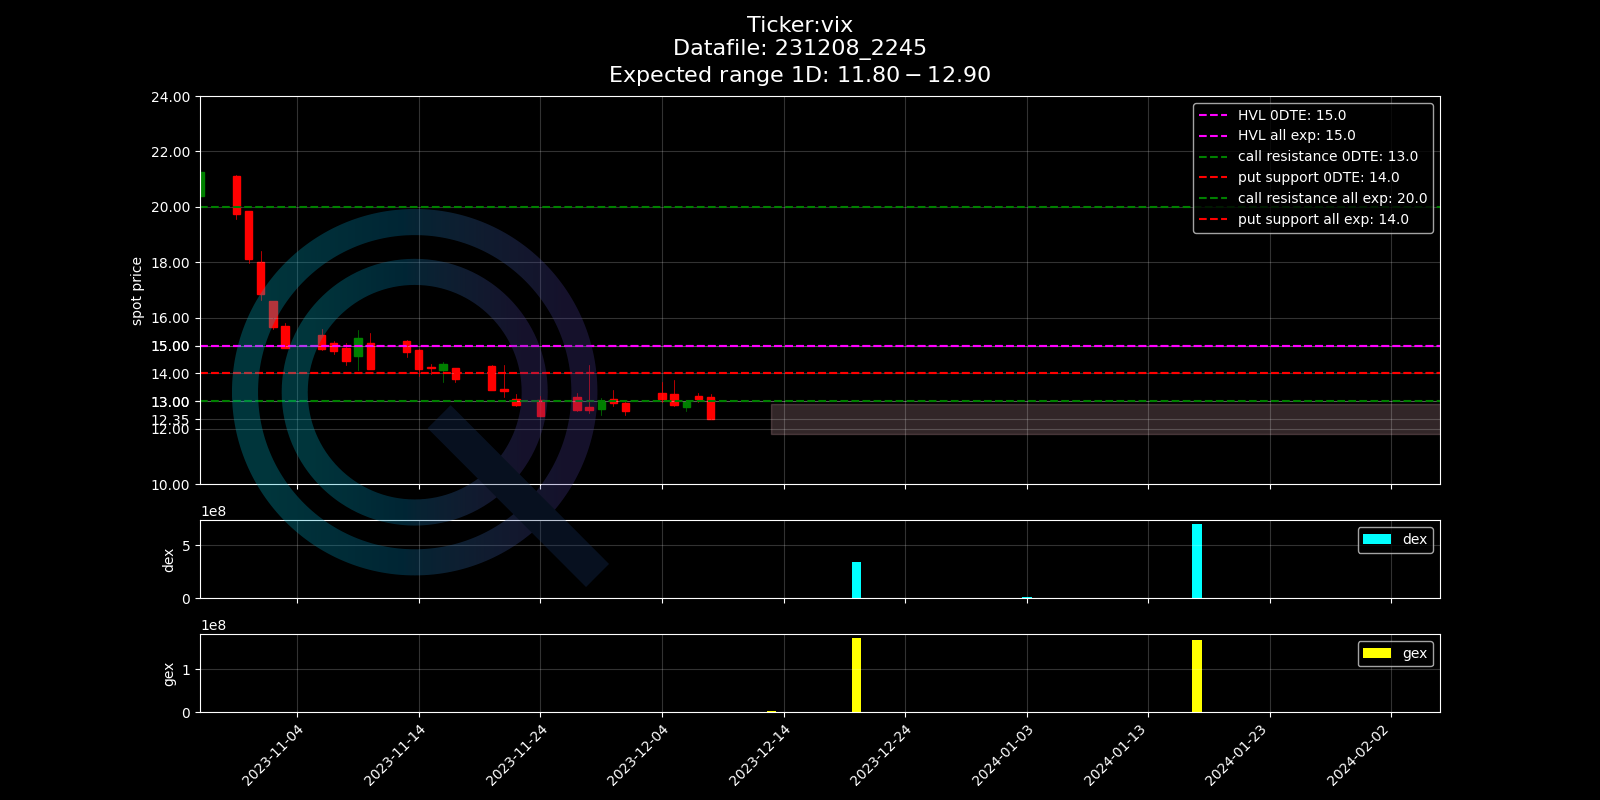 Ticker:vix
Datafile: 231208_2245
Expected range 1D: 11.80 − 12.90
24.00
22.00
20.00
18.00
16.00
15.00
14.00
13.00
12.35
12.00
10.00
spot price
HVL 0DTE: 15.0
HVL all exp: 15.0
call resistance 0DTE: 13.0
put support 0DTE: 14.0
call resistance all exp: 20.0
put support all exp: 14.0
1e8
5
0
dex
dex
1e8
1
0
gex
gex
2023-11-04
2023-11-14
2023-11-24
2023-12-04
2023-12-14
2023-12-24
2024-01-03
2024-01-13
2024-01-23
2024-02-02